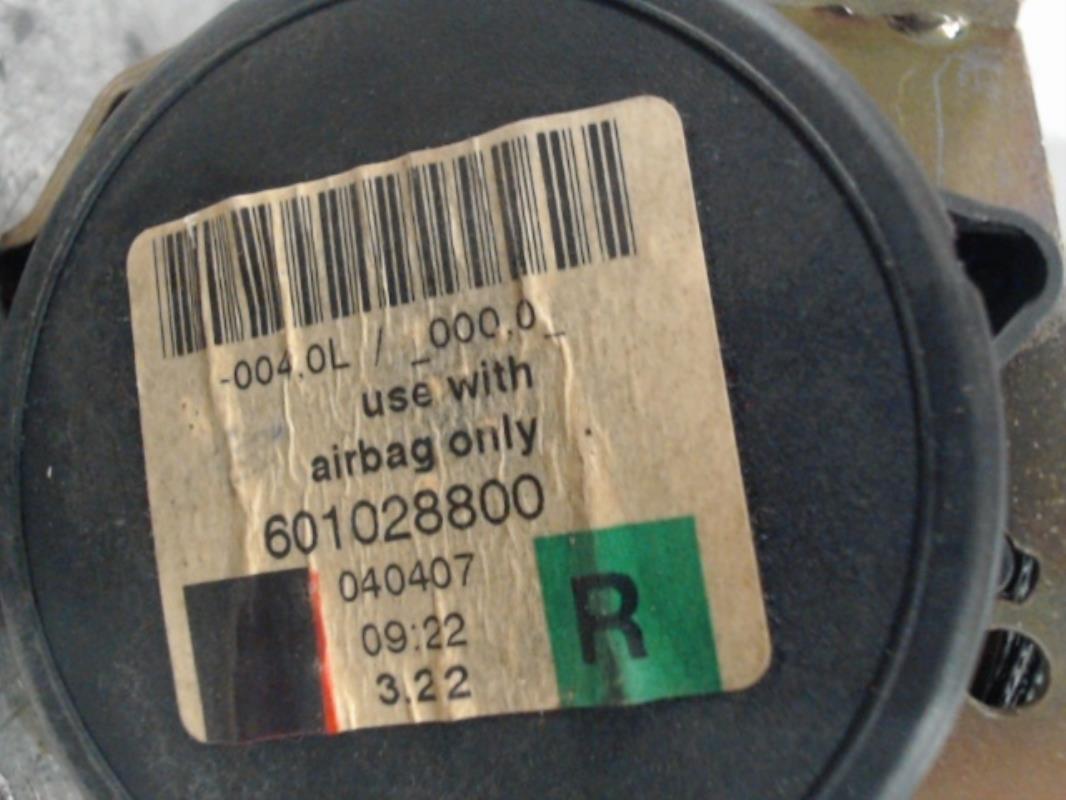 -004.0L / _000.0_
use with
airbag only
601028800
040407
09:22
3.22
R